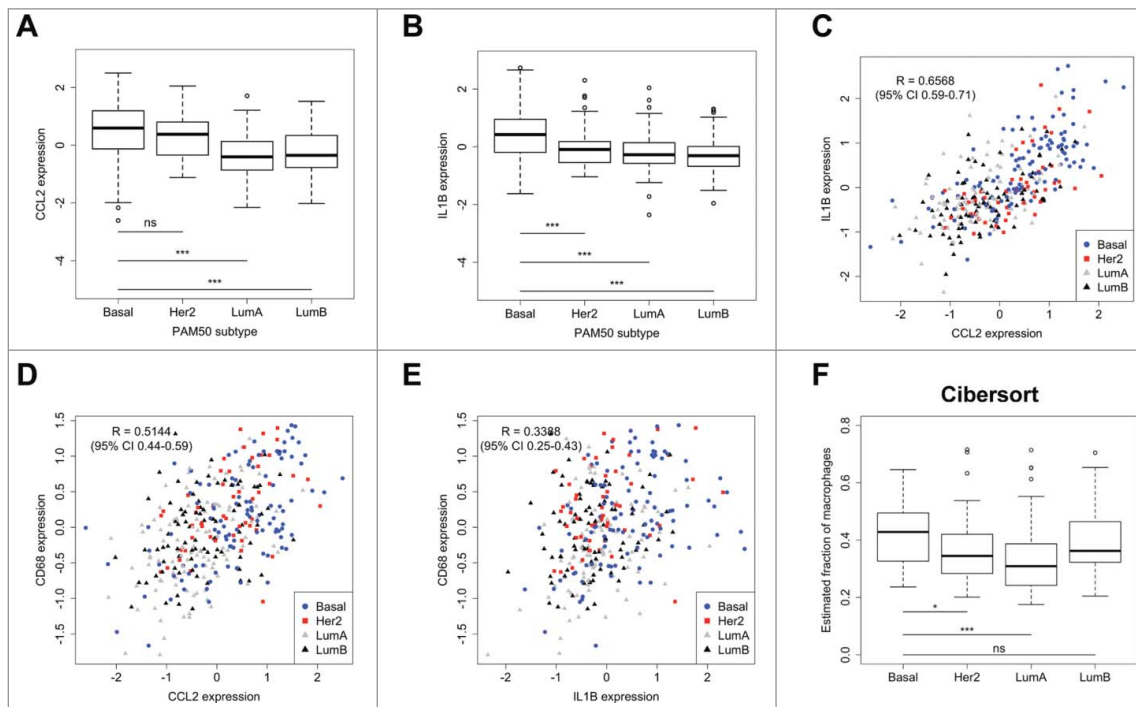 A
CCL2 expression
2
0
-2
-4
ns
***
***
Basal Her2 LumA LumB
PAM50 subtype
B
IL1B expression
2
0
-2
-4
***
***
***
Basal Her2 LumA LumB
PAM50 subtype
C
R = 0.6568
(95% CI 0.59-0.71)
IL1B expression
2
1
0
-1
-2
Basal
Her2
LumA
LumB
-2 -1 0 1 2
CCL2 expression
D
R = 0.5144
(95% CI 0.44-0.59)
CD68 expression
1.5
1.0
0.5
0.0
-0.5
-1.0
-1.5
Basal
Her2
LumA
LumB
-2 -1 0 1 2
CCL2 expression
E
R = 0.3388
(95% CI 0.25-0.43)
CD68 expression
1.5
1.0
0.5
0.0
-0.5
-1.0
-1.5
Basal
Her2
LumA
LumB
-2 -1 0 1 2
IL1B expression
F
Cibersort
Estimated fraction of macrophages
0.8
0.6
0.4
0.2
0.0
*
***
ns
Basal Her2 LumA LumB